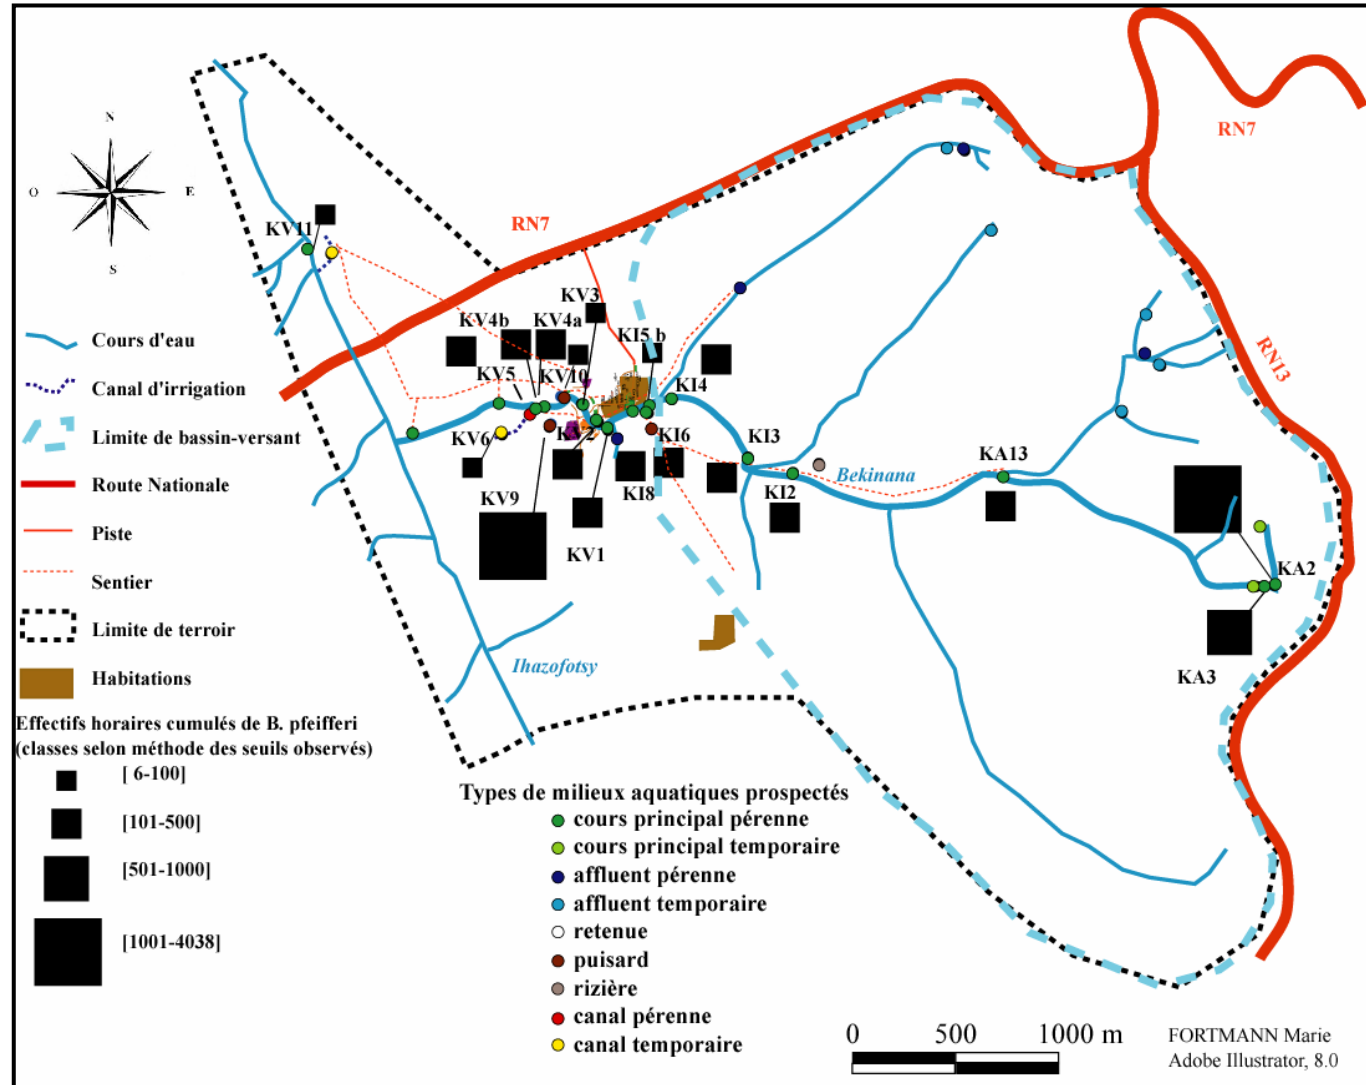 RN7
N
O
E
S
KV11
RN7
KV3
KV4b
KV4a
KI5 b
RN13
Cours d'eau
KV5
KV10
KI4
Canal d'irrigation
Limite de bassin-versant
KV6
KV2
KI6
KI3
KA13
Bekinana
Route Nationale
KV9
KI8
KI2
Piste
KV1
KA2
Sentier
Limite de terroir
Ihazofotsy
KA3
Habitations
Effectifs horaires cumulés de B. pfeifferi
(classes selon méthode des seuils observés)
[ 6-100]
[101-500]
[501-1000]
[1001-4038]
Types de milieux aquatiques prospectés
cours principal pérenne
cours principal temporaire
affluent pérenne
affluent temporaire
retenue
puisard
rizière
canal pérenne
canal temporaire
0 500 1000 m
FORTMANN Marie
Adobe Illustrator, 8.0